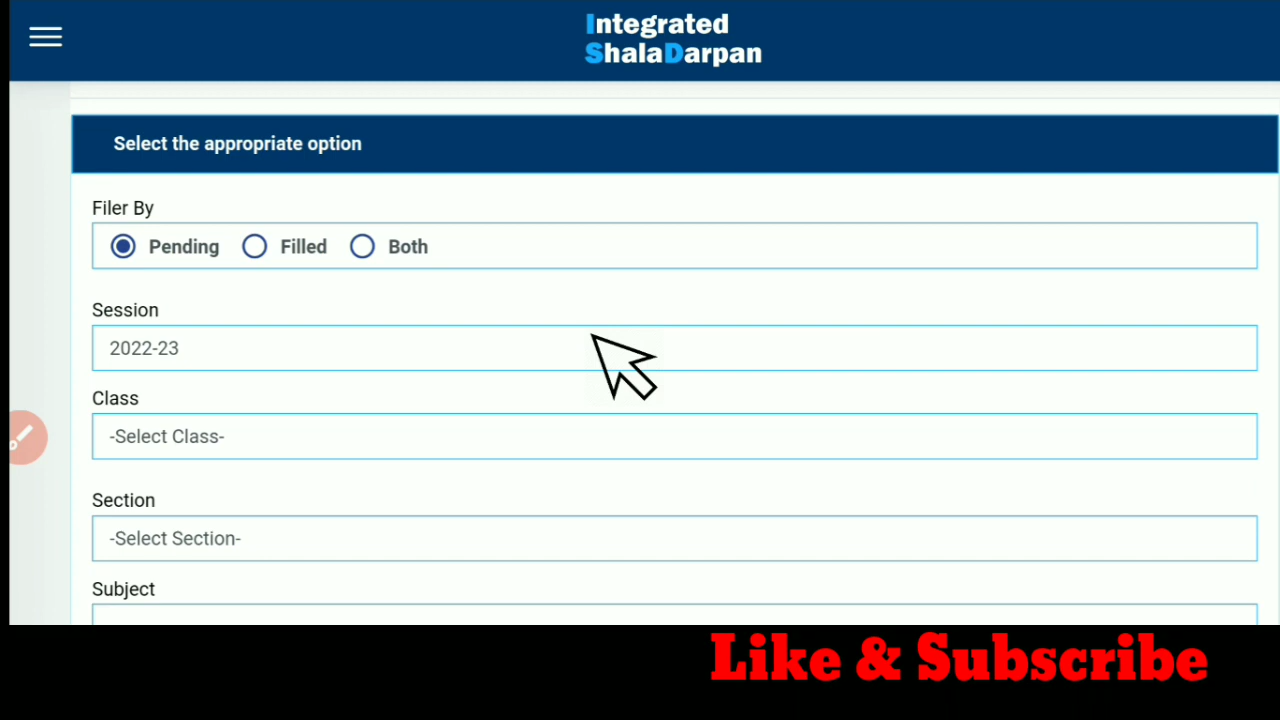 Integrated
ShalaDarpan
Select the appropriate option
Filer By
Pending Filled Both
Session
2022-23
Class
-Select Class-
Section
-Select Section-
Subject
Like & Subscribe